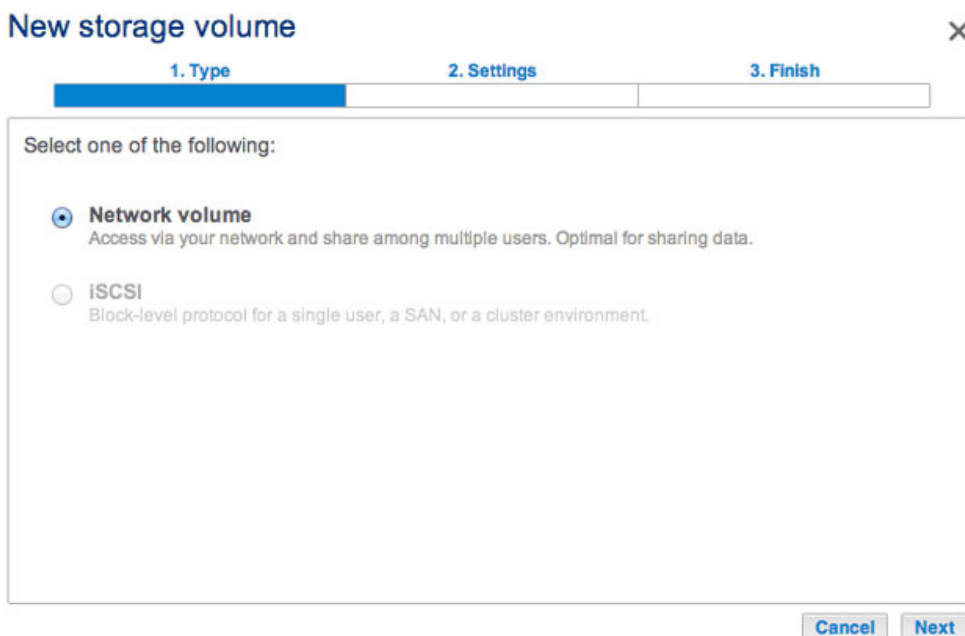 New storage volume
1. Type 2. Settings 3. Finish
Select one of the following:
Network volume
Access via your network and share among multiple users. Optimal for sharing data.
iSCSI
Block-level protocol for a single user, a SAN, or a cluster environment.
Cancel Next